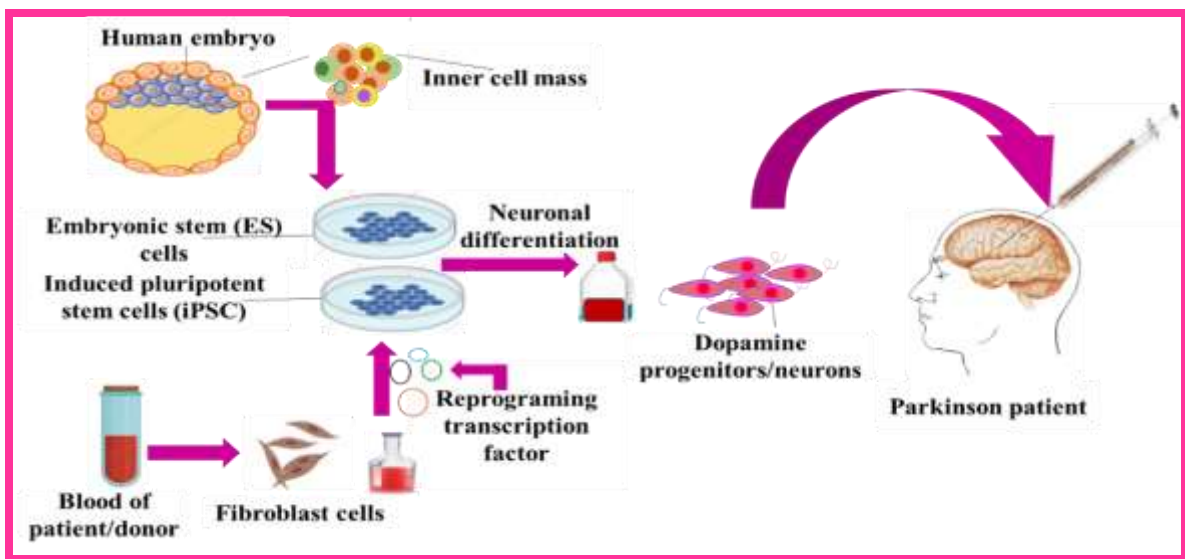 Human embryo
Inner cell mass
Embryonic stem (ES)
cells
Induced pluripotent
stem cells (iPSC)
Neuronal
differentiation
Dopamine
progenitors/neurons
Parkinson patient
Reprograming
transcription
factor
Blood of
patient/donor
Fibroblast cells